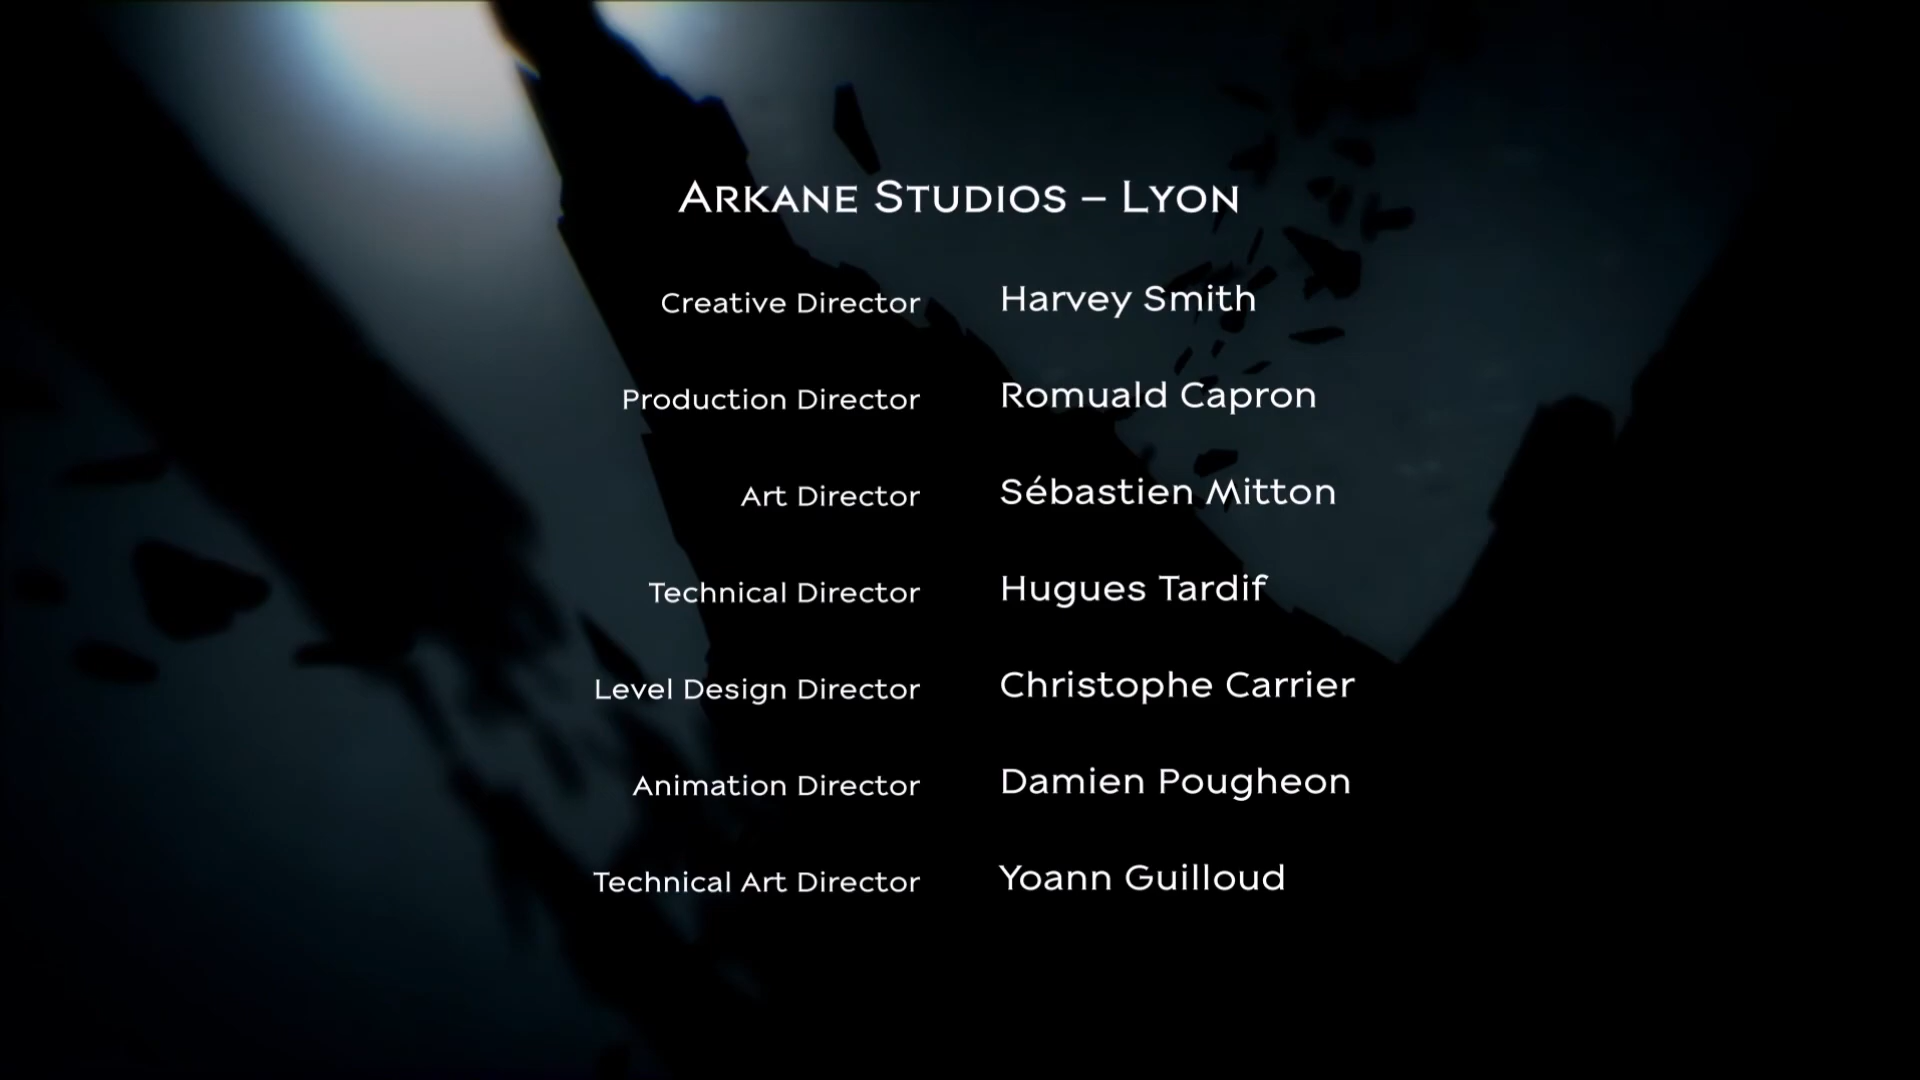 Arkane Studios – Lyon
Creative Director Harvey Smith
Production Director Romuald Capron
Art Director Sébastien Mitton
Technical Director Hugues Tardif
Level Design Director Christophe Carrier
Animation Director Damien Pougheon
Technical Art Director Yoann Guilloud